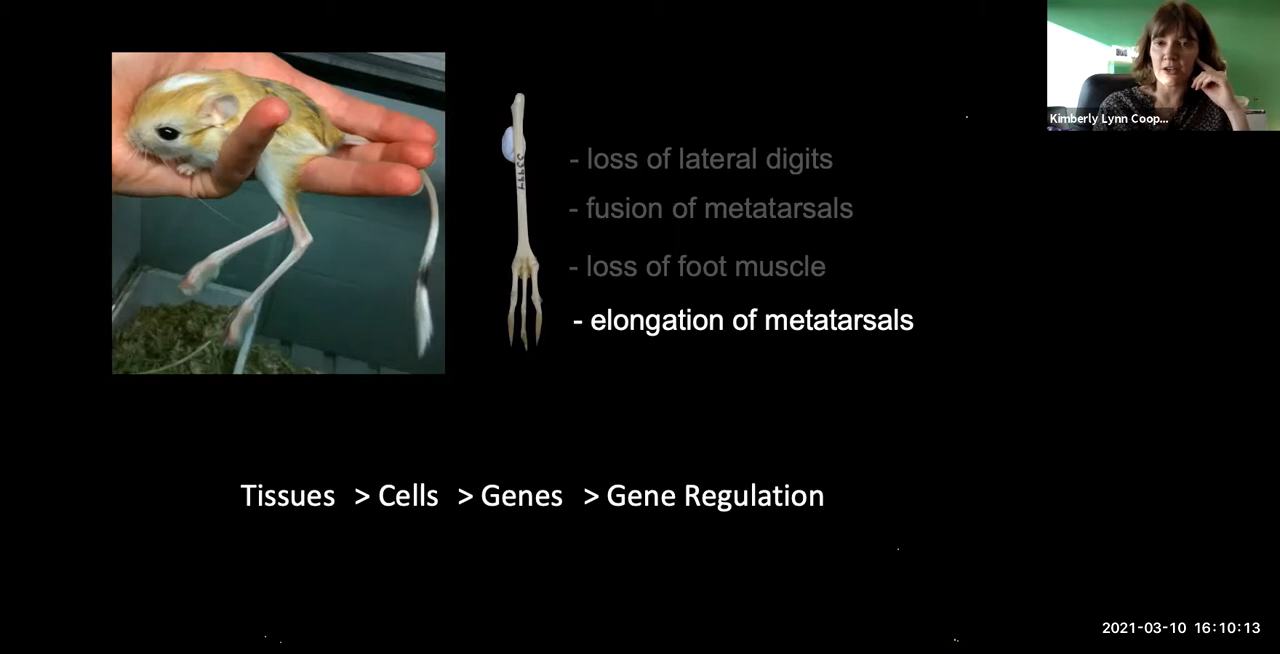 Kimberly Lynn Coop...
- loss of lateral digits
- fusion of metatarsals
- loss of foot muscle
- elongation of metatarsals
Tissues > Cells > Genes > Gene Regulation
2021-03-10 16:10:13